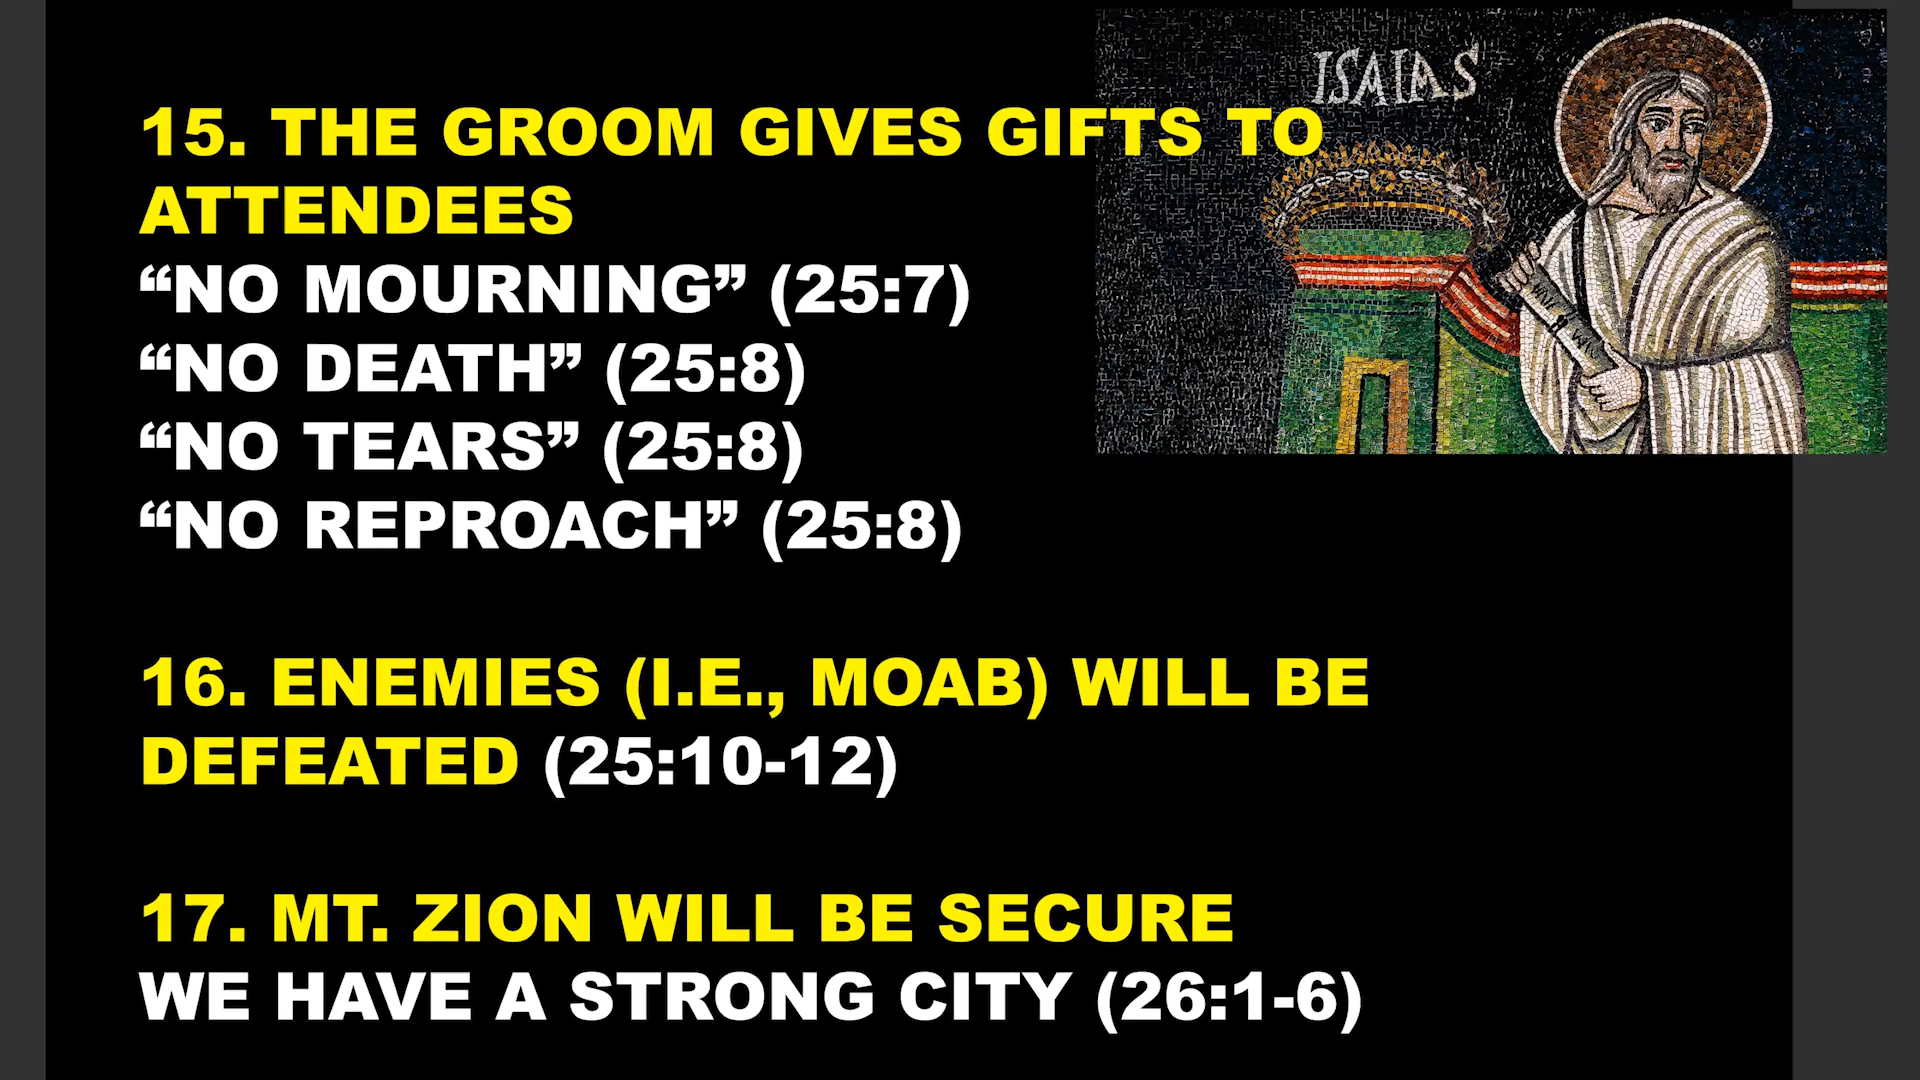 ISAIAS
15. THE GROOM GIVES GIFTS TO
ATTENDEES
“NO MOURNING” (25:7)
“NO DEATH” (25:8)
“NO TEARS” (25:8)
“NO REPROACH” (25:8)
16. ENEMIES (I.E., MOAB) WILL BE
DEFEATED (25:10-12)
17. MT. ZION WILL BE SECURE
WE HAVE A STRONG CITY (26:1-6)